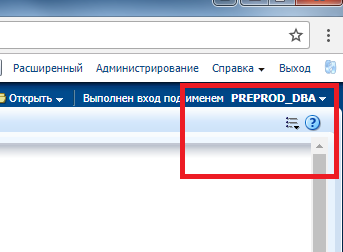 Расширенный Администрирование Справка Выход
Открыть Выполнен вход под именем PREPROD_DBA
?